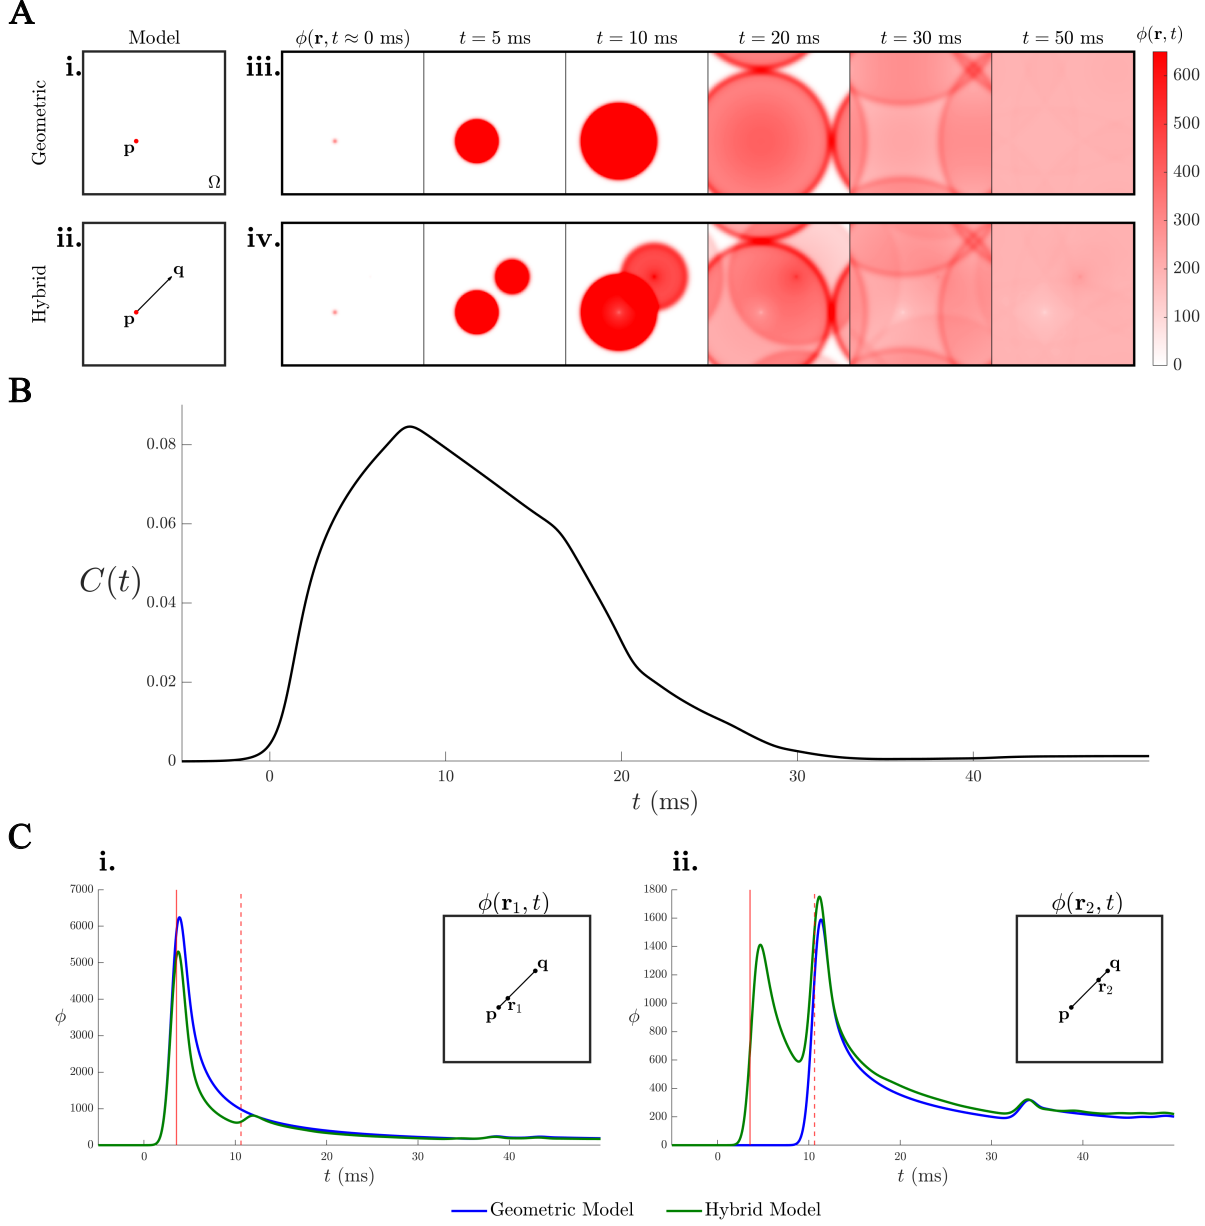 A
Model
ϕ(r, t ≈ 0 ms)
t = 5 ms
t = 10 ms
t = 20 ms
t = 30 ms
t = 50 ms
ϕ(r, t)
i.
Geometric
p
Ω
iii.
600
500
400
300
200
100
0
ii.
Hybrid
q
p
iv.
B
C(t)
0.08
0.06
0.04
0.02
0
0
10
20
30
40
t (ms)
C
i.
7000
6000
5000
4000
3000
2000
1000
0
ϕ
0
10
20
30
40
t (ms)
ϕ(r₁, t)
q
p
r₁
ii.
1800
1600
1400
1200
1000
800
600
400
200
0
ϕ
0
10
20
30
40
t (ms)
ϕ(r₂, t)
q
r₂
p
Geometric Model
Hybrid Model